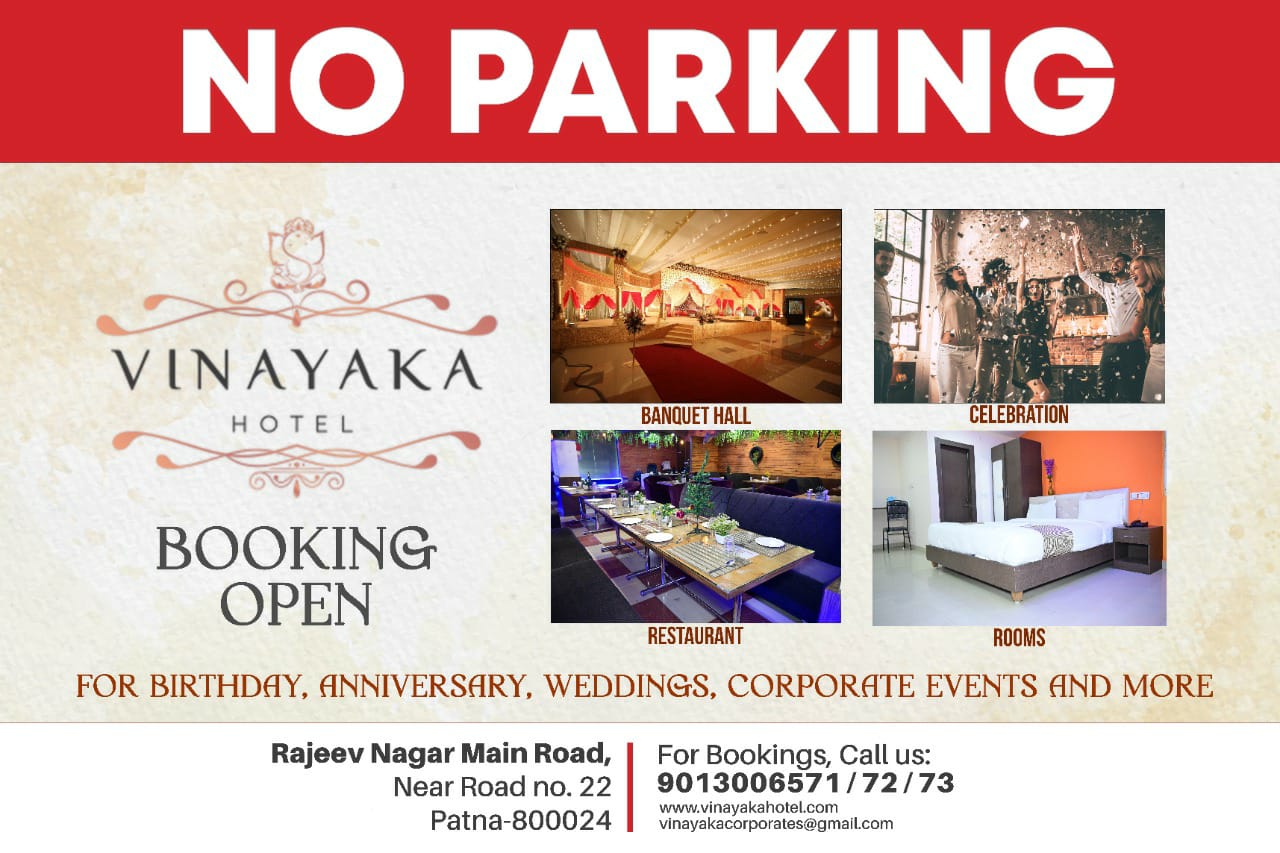 NO PARKING
VINAYAKA
HOTEL
BOOKING
OPEN
BANQUET HALL
CELEBRATION
RESTAURANT
ROOMS
FOR BIRTHDAY, ANNIVERSARY, WEDDINGS, CORPORATE EVENTS AND MORE
Rajeev Nagar Main Road,
Near Road no. 22
Patna-800024
For Bookings, Call us:
9013006571 / 72 / 73
www.vinayakahotel.com
vinayakacorporates@gmail.com